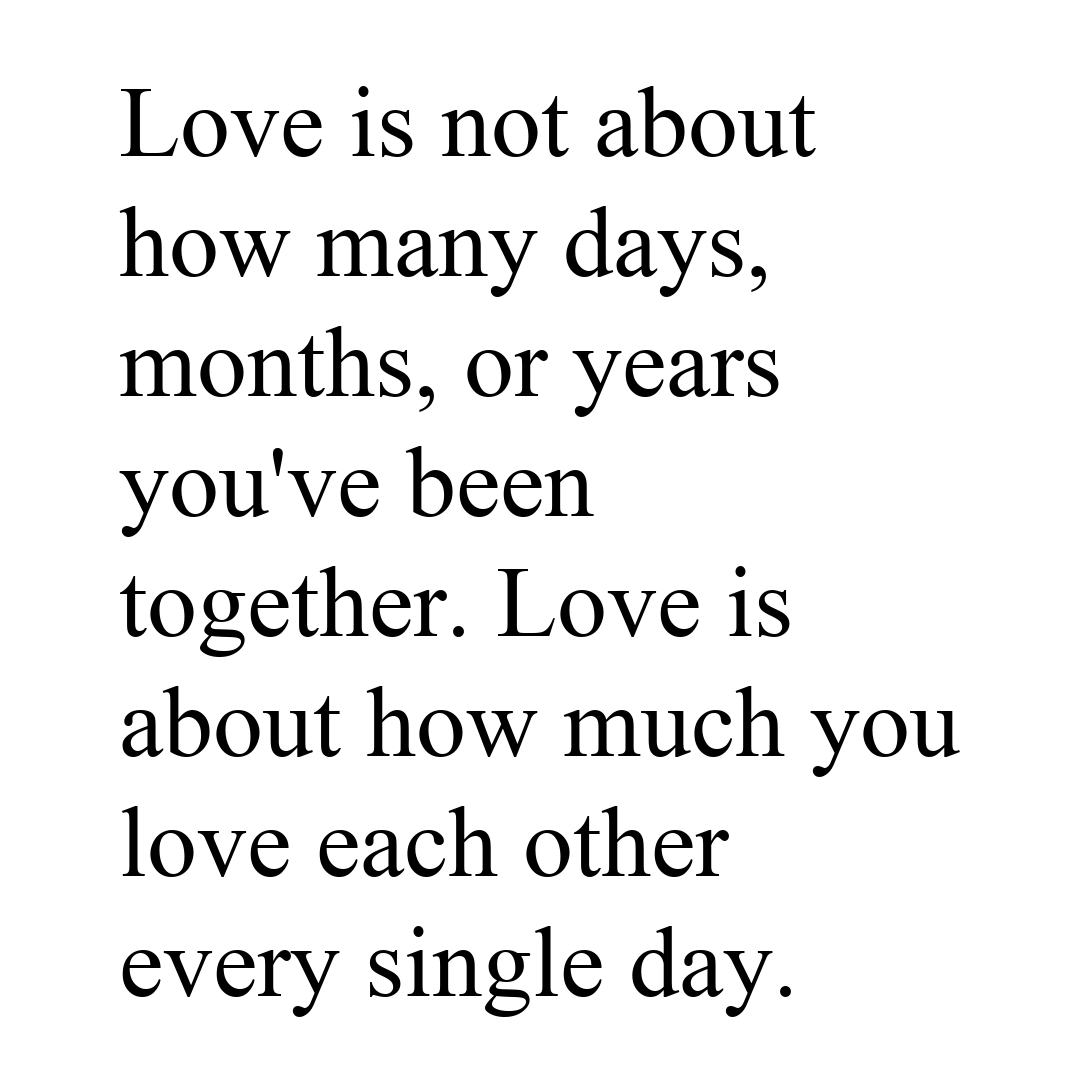 Love is not about
how many days,
months, or years
you've been
together. Love is
about how much you
love each other
every single day.